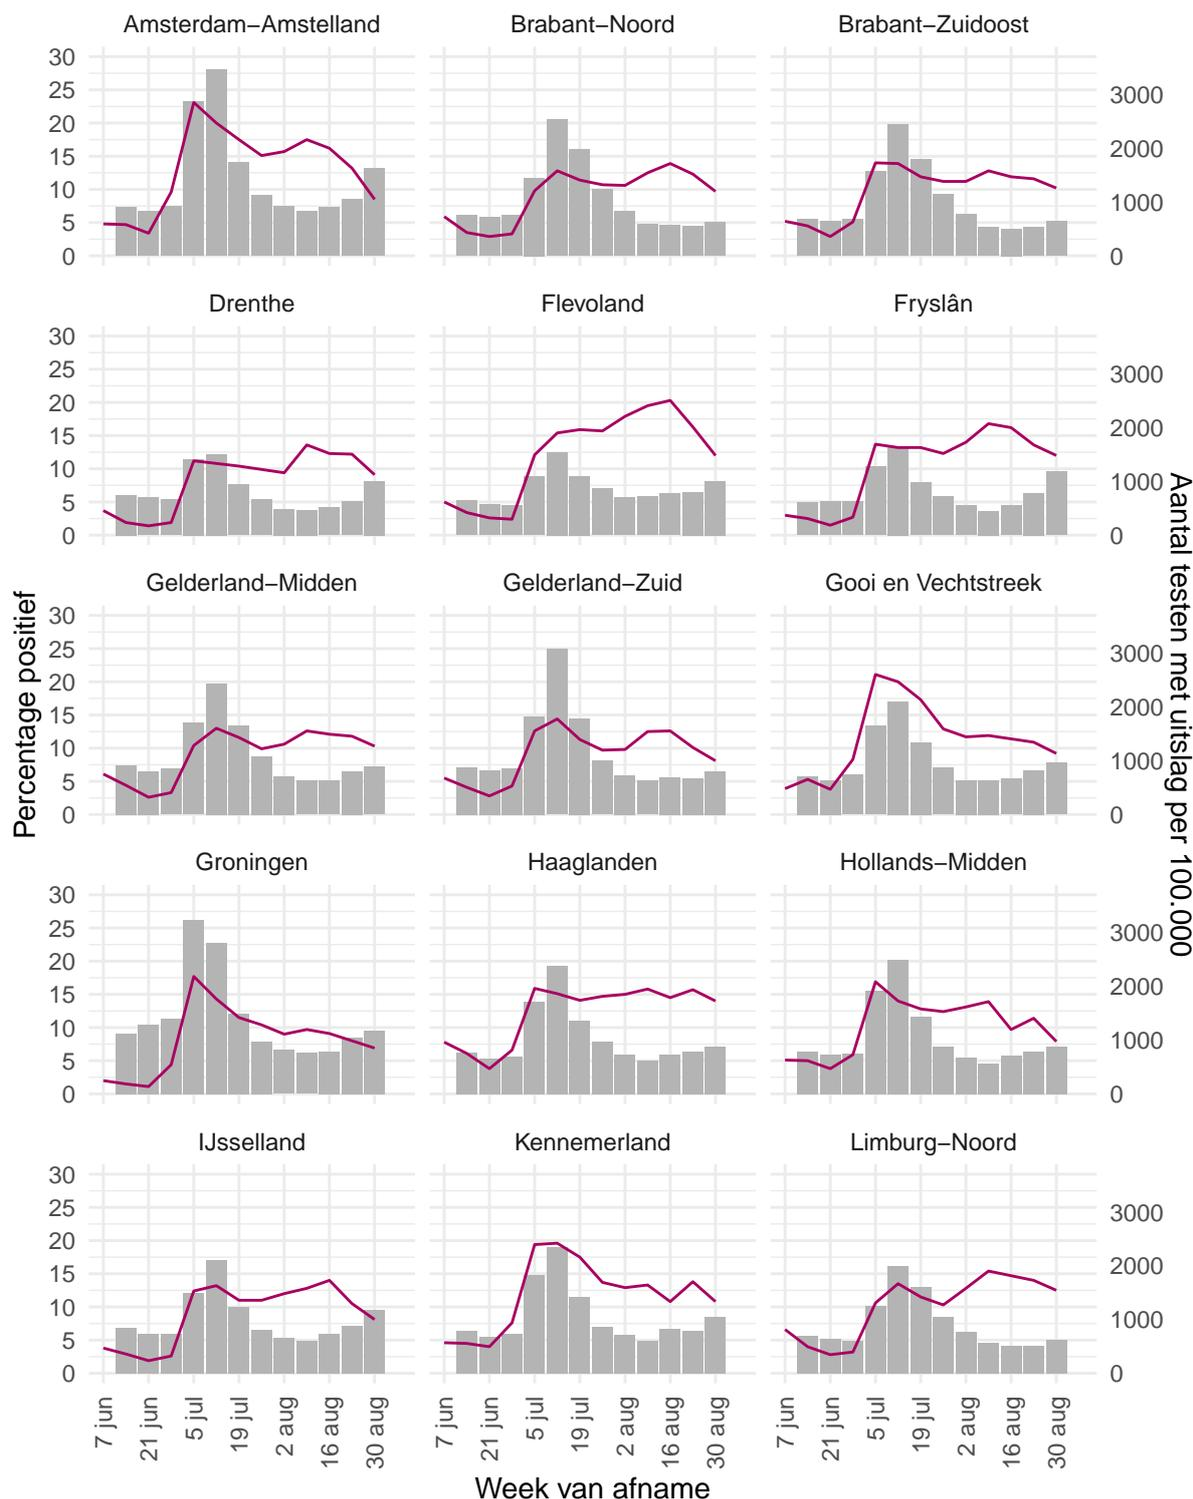 Amsterdam−Amstelland
Brabant−Noord
Brabant−Zuidoost
30
25
20
15
10
5
0
3000
2000
1000
0
Drenthe
Flevoland
Fryslân
30
25
20
15
10
5
0
3000
2000
1000
0
Gelderland−Midden
Gelderland−Zuid
Gooi en Vechtstreek
30
25
20
15
10
5
0
3000
2000
1000
0
Percentage positief
Aantal testen met uitslag per 100.000
Groningen
Haaglanden
Hollands−Midden
30
25
20
15
10
5
0
3000
2000
1000
0
IJsselland
Kennemerland
Limburg−Noord
30
25
20
15
10
5
0
3000
2000
1000
0
7 jun
21 jun
5 jul
19 jul
2 aug
16 aug
30 aug
7 jun
21 jun
5 jul
19 jul
2 aug
16 aug
30 aug
7 jun
21 jun
5 jul
19 jul
2 aug
16 aug
30 aug
Week van afname